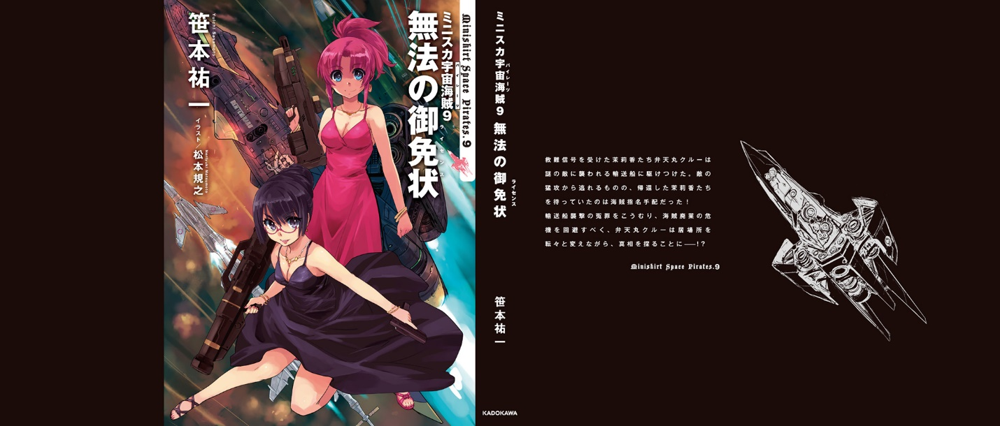 Minishirt Space Pirates.9
ミニスカ宇宙海賊9
パイレーツ
無法の御免状
ライセンス
笹本祐一
Yuichi Sasamoto
イラスト/松本規之
Noriyuki Matsumoto
ミニスカ宇宙海賊9 無法の御免状
パイレーツ
ライセンス
笹本祐一
KADOKAWA
救難信号を受けた茉莉香たち弁天丸クルーは
謎の敵に襲われる輸送船に駆けつけた。敵の
猛攻から逃れるものの、帰還した茉莉香たち
を待っていたのは海賊指名手配だった!
輸送船襲撃の冤罪をこうむり、海賊廃業の危
機を回避すべく、弁天丸クルーは居場所を
転々と変えながら、真相を探ることに──!?
Minishirt Space Pirates.9